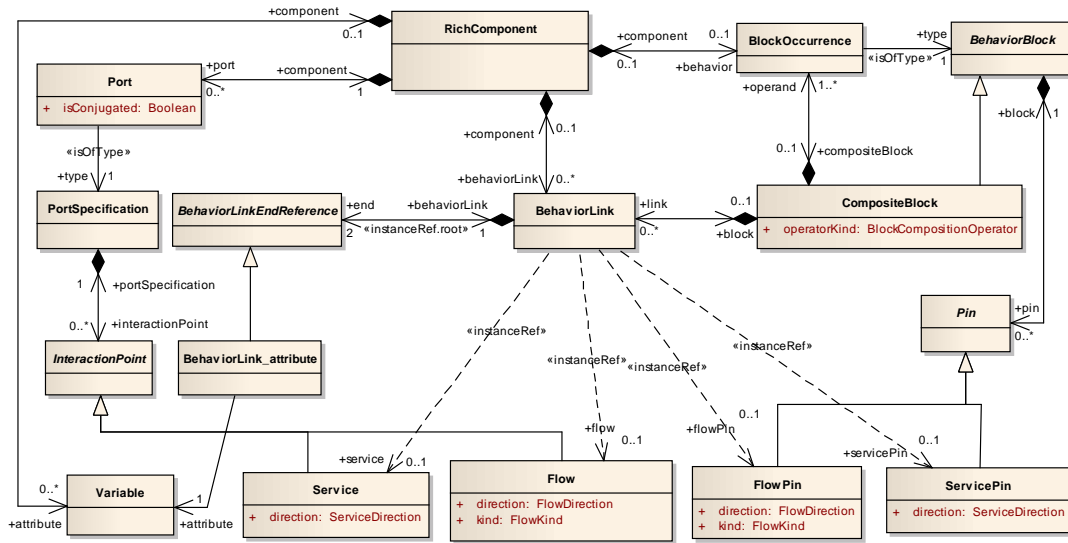 +component
0..1
RichComponent
+component
0..1
0..1
+behavior
BlockOccurrence
+type
«isOfType»
1
BehaviorBlock
+port
0..*
+component
1
Port
+ isConjugated: Boolean
+operand
1..*
+block
1
0..1
+component
«isOfType»
+type
1
0..1
+compositeBlock
+behaviorLink
0..*
PortSpecification
BehaviorLinkEndReference
+end
2
«instanceRef.root»
+behaviorLink
1
BehaviorLink
+link
0..*
0..1
+block
CompositeBlock
+ operatorKind: BlockCompositionOperator
1
+portSpecification
0..*
+interactionPoint
Pin
+pin
0..*
InteractionPoint
BehaviorLink_attribute
«instanceRef»
«instanceRef»
«instanceRef»
«instanceRef»
+service
0..1
+flow
0..1
+flowPin
0..1
+servicePin
0..1
0..*
+attribute
Variable
1
+attribute
Service
+ direction: ServiceDirection
Flow
+ direction: FlowDirection
+ kind: FlowKind
FlowPin
+ direction: FlowDirection
+ kind: FlowKind
ServicePin
+ direction: ServiceDirection